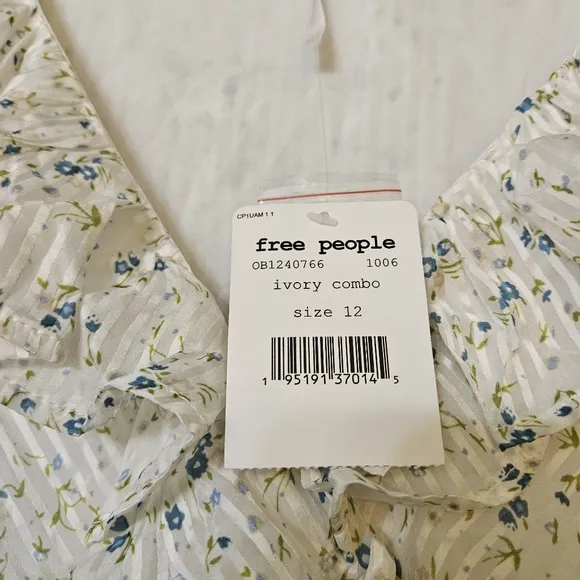 CP1UAM 1 1
free people
OB1240766 1006
ivory combo
size 12
1 95191 37014 5